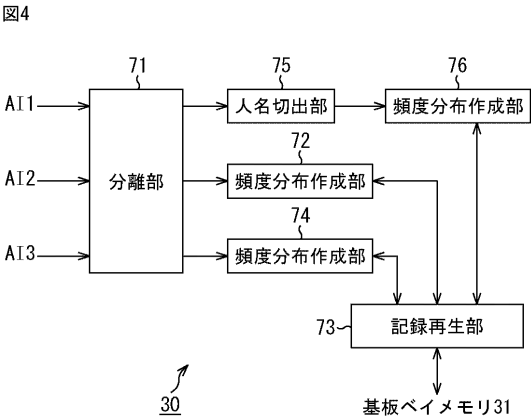 図4
71
75
76
AI1
人名切出部
頻度分布作成部
72
AI2
分離部
頻度分布作成部
74
AI3
頻度分布作成部
73
記録再生部
30
基板ベイメモリ31